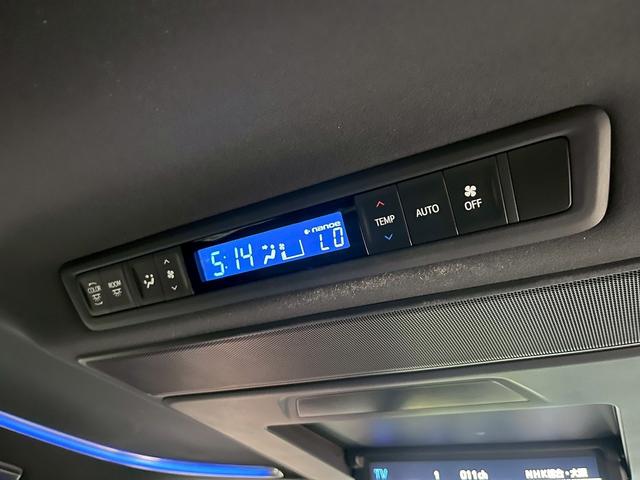 COLOR
ROOM
5:14
nanoe
LO
TEMP
AUTO
OFF
TV 1 011ch NHK総合・大阪